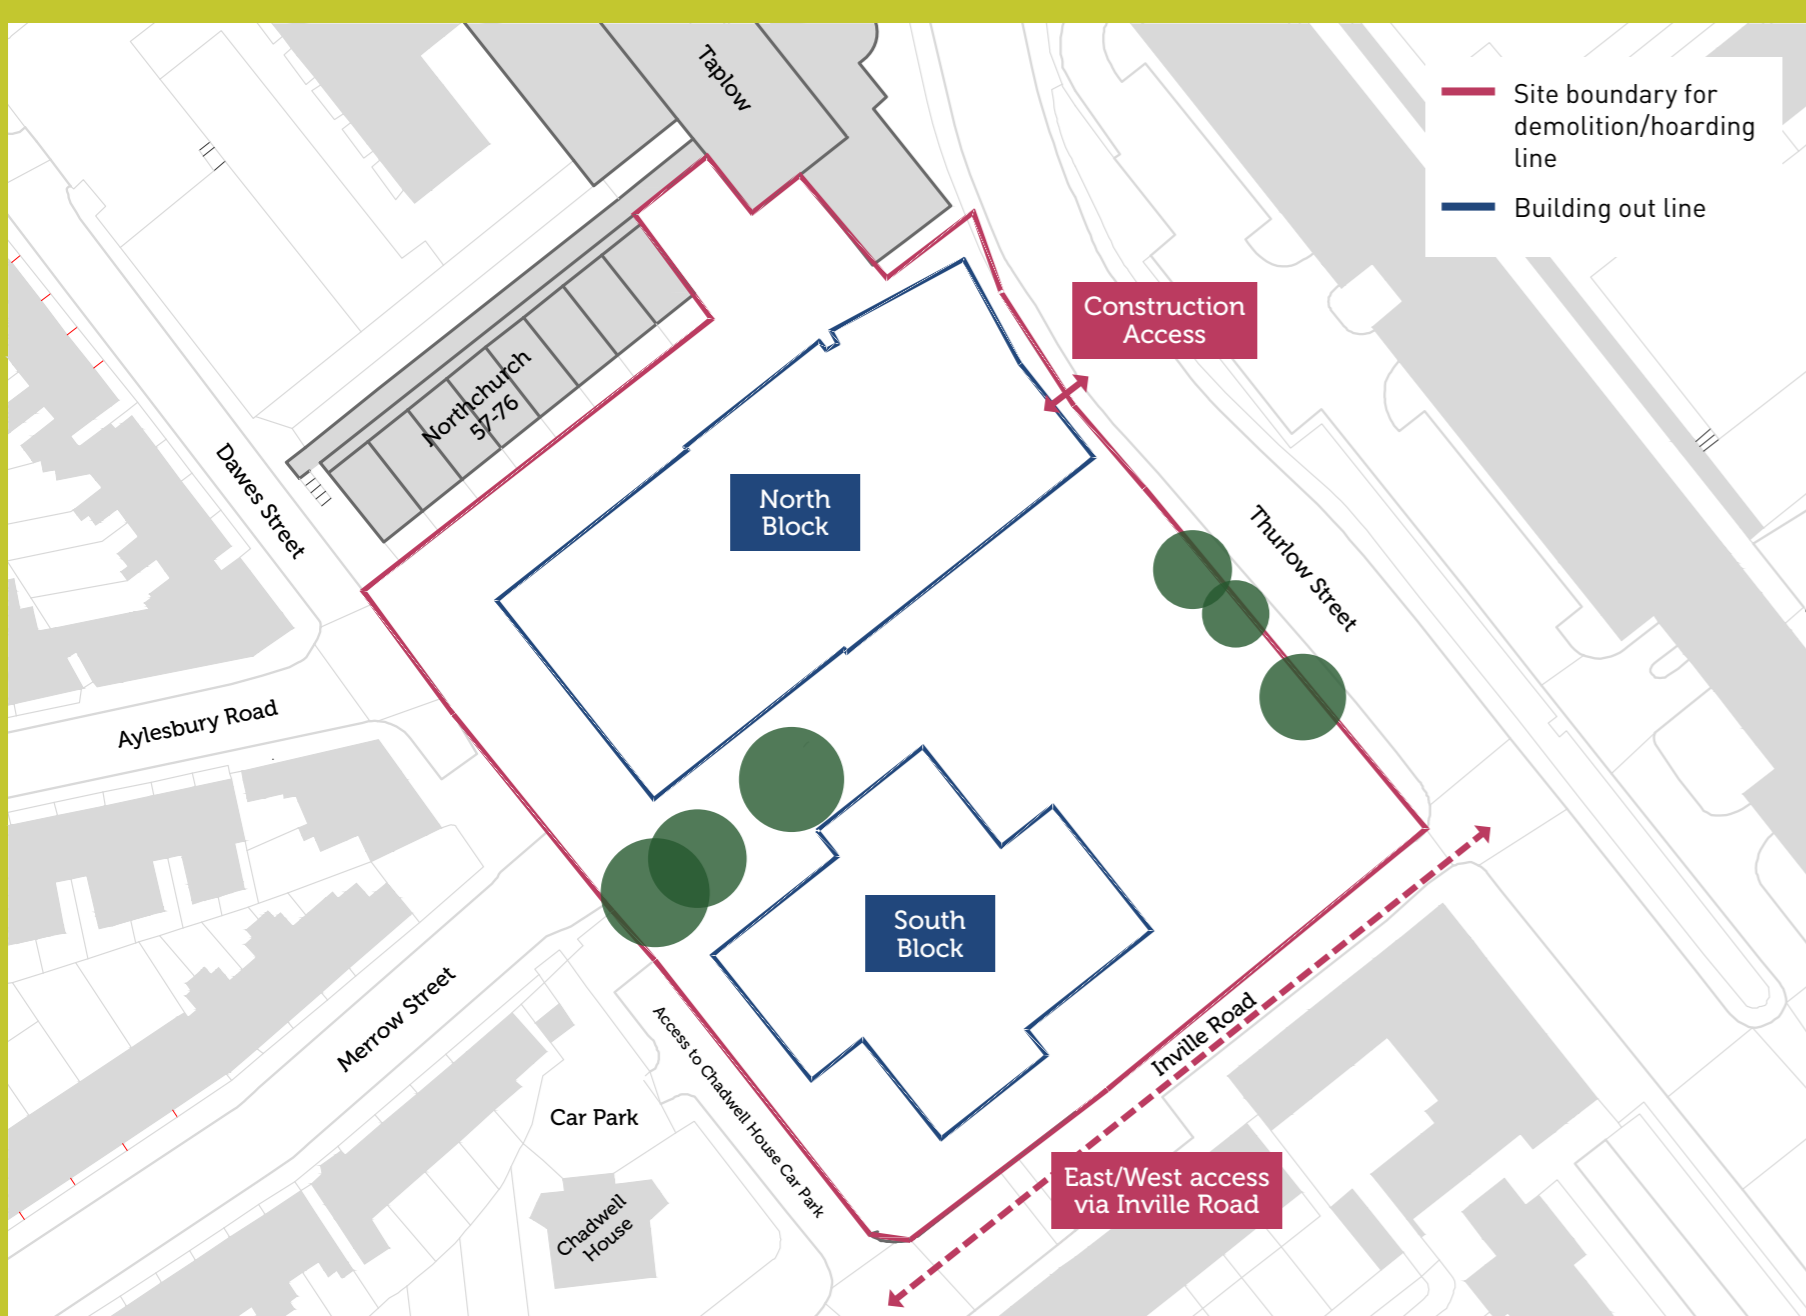 Taplow
Site boundary for
demolition/hoarding
line
Building out line
Construction
Access
Northchurch
57-76
Dawes Street
North
Block
Thurlow Street
Aylesbury Road
South
Block
Merrow Street
Access to Chadwell House Car Park
Inville Road
Car Park
East/West access
via Inville Road
Chadwell
House